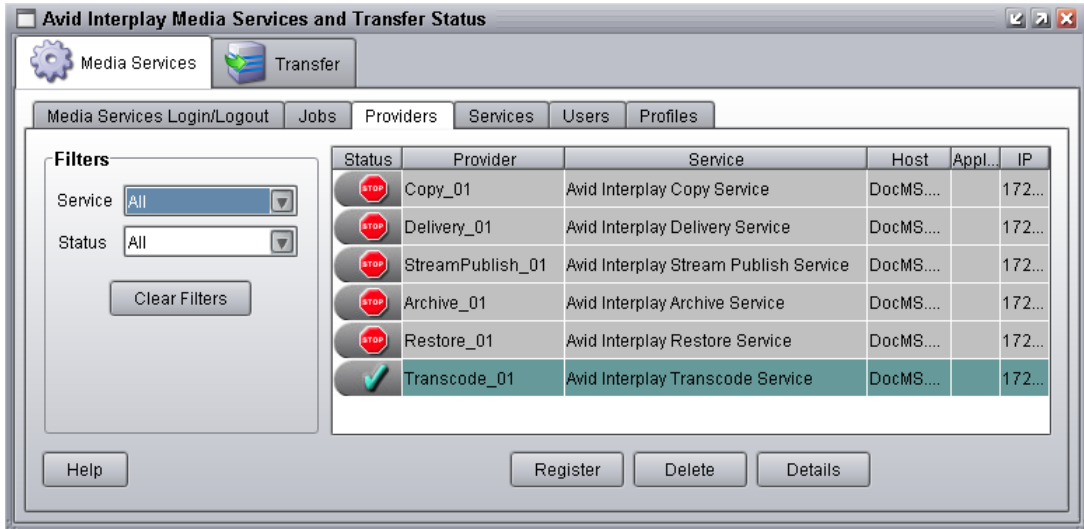 Avid Interplay Media Services and Transfer Status
Media Services Transfer
Media Services Login/Logout Jobs Providers Services Users Profiles
Filters
Service All
Status All
Clear Filters
Status Provider Service Host Appl... IP
STOP Copy_01 Avid Interplay Copy Service DocMS.... 172...
STOP Delivery_01 Avid Interplay Delivery Service DocMS.... 172...
STOP StreamPublish_01 Avid Interplay Stream Publish Service DocMS.... 172...
STOP Archive_01 Avid Interplay Archive Service DocMS.... 172...
STOP Restore_01 Avid Interplay Restore Service DocMS.... 172...
Transcode_01 Avid Interplay Transcode Service DocMS.... 172...
Help Register Delete Details